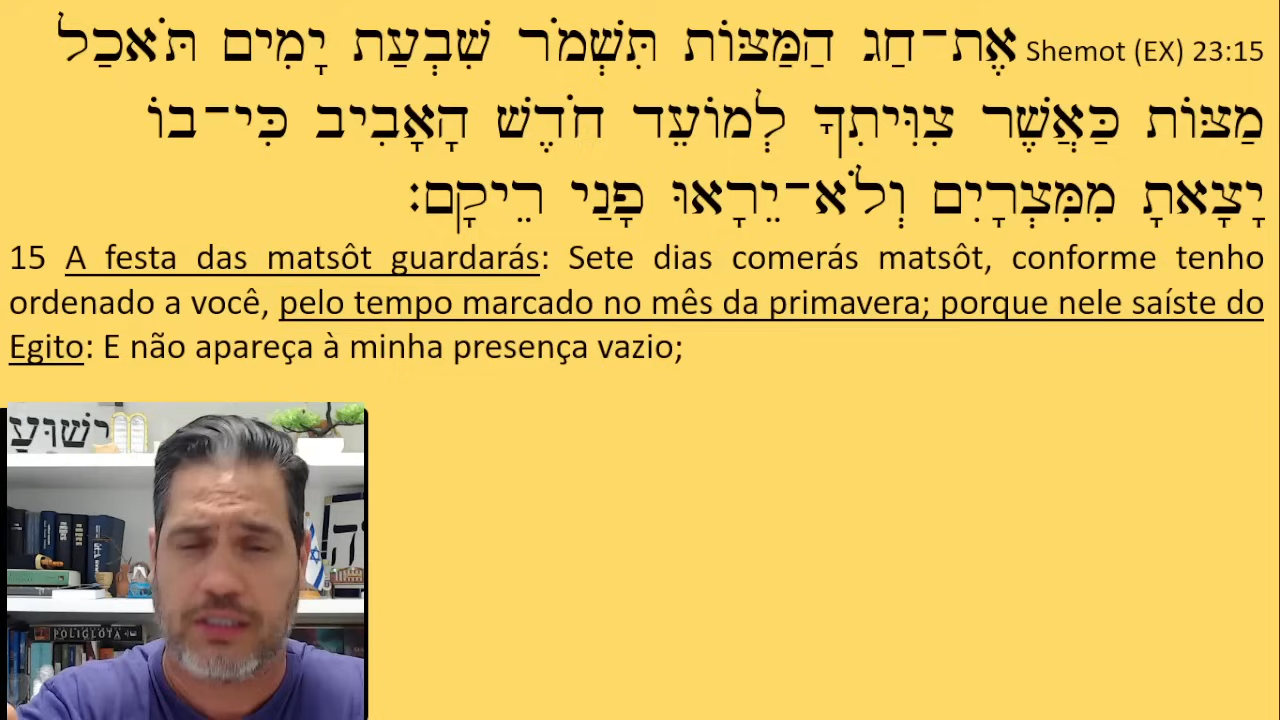 Shemot (EX) 23:15 אֶת־חַג הַמַּצּוֹת תִּשְׁמֹר שִׁבְעַת יָמִים תֹּאכַל
מַצּוֹת כַּאֲשֶׁר צִוִּיתִךָ לְמוֹעֵד חֹדֶשׁ הָאָבִיב כִּי־בוֹ
יָצָאתָ מִמִּצְרָיִם וְלֹא־יֵרָאוּ פָנַי רֵיקָם׃
15 A festa das matsôt guardarás: Sete dias comerás matsôt, conforme tenho
ordenado a você, pelo tempo marcado no mês da primavera; porque nele saíste do
Egito: E não apareça à minha presença vazio;
ישוע
POLIGLOTA